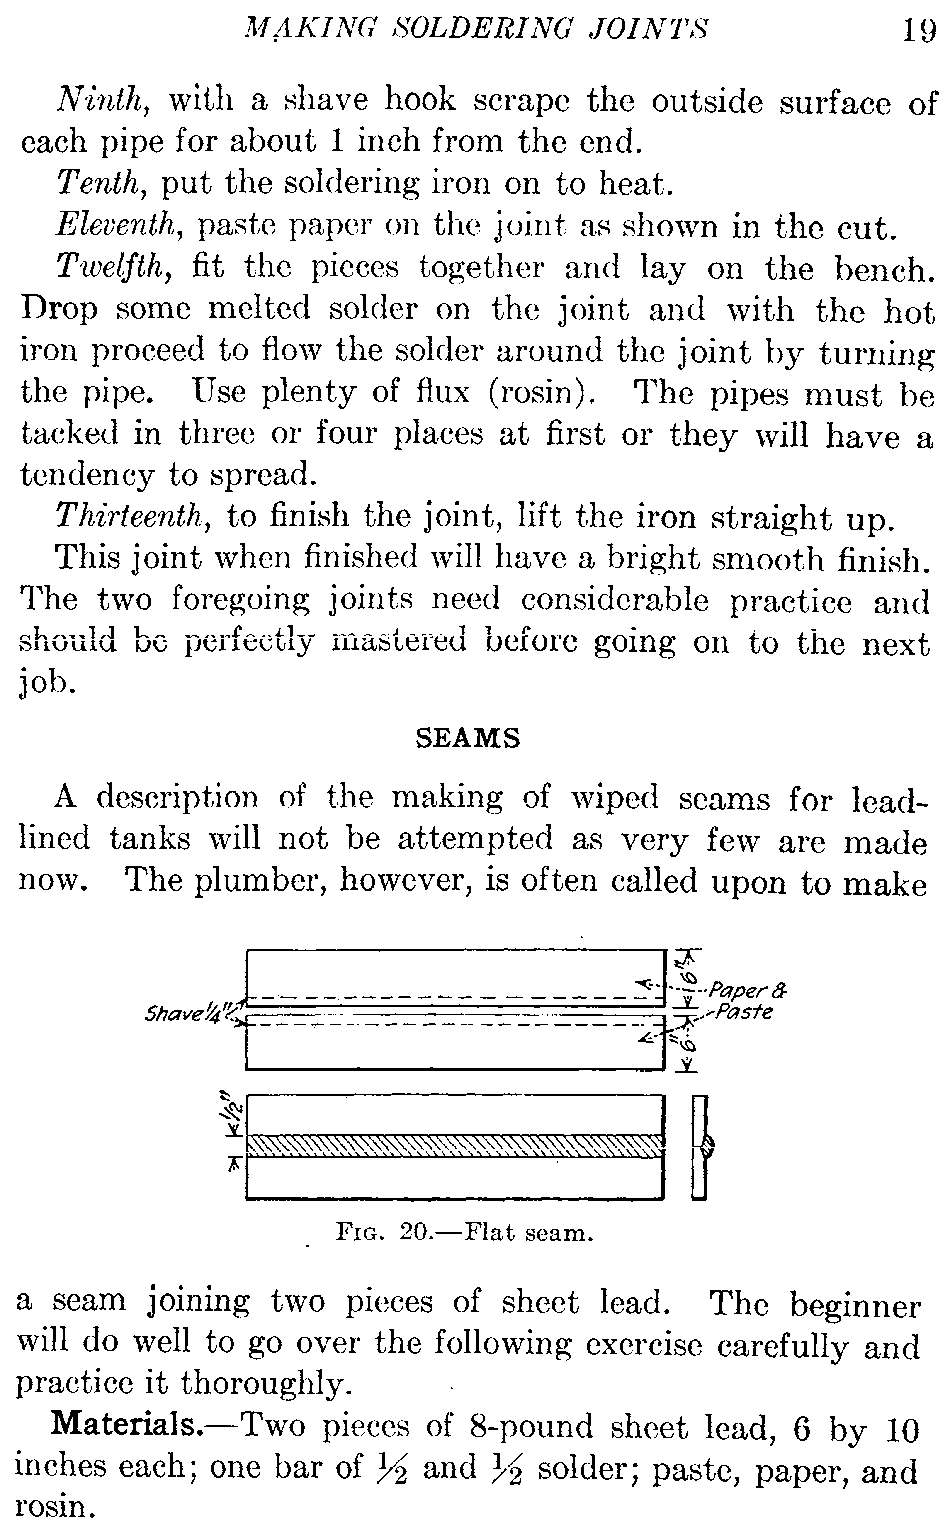 MAKING SOLDERING JOINTS 19
Ninth, with a shave hook scrape the outside surface of
each pipe for about 1 inch from the end.
Tenth, put the soldering iron on to heat.
Eleventh, paste paper on the joint as shown in the cut.
Twelfth, fit the pieces together and lay on the bench.
Drop some melted solder on the joint and with the hot
iron proceed to flow the solder around the joint by turning
the pipe. Use plenty of flux (rosin). The pipes must be
tacked in three or four places at first or they will have a
tendency to spread.
Thirteenth, to finish the joint, lift the iron straight up.
This joint when finished will have a bright smooth finish.
The two foregoing joints need considerable practice and
should be perfectly mastered before going on to the next
job.
SEAMS
A description of the making of wiped seams for lead-
lined tanks will not be attempted as very few are made
now. The plumber, however, is often called upon to make
6"
Paper &
Shave 1/4"
Paste
6"
1/2"
FIG. 20.—Flat seam.
a seam joining two pieces of sheet lead. The beginner
will do well to go over the following exercise carefully and
practice it thoroughly.
Materials.—Two pieces of 8-pound sheet lead, 6 by 10
inches each; one bar of ½ and ½ solder; paste, paper, and
rosin.